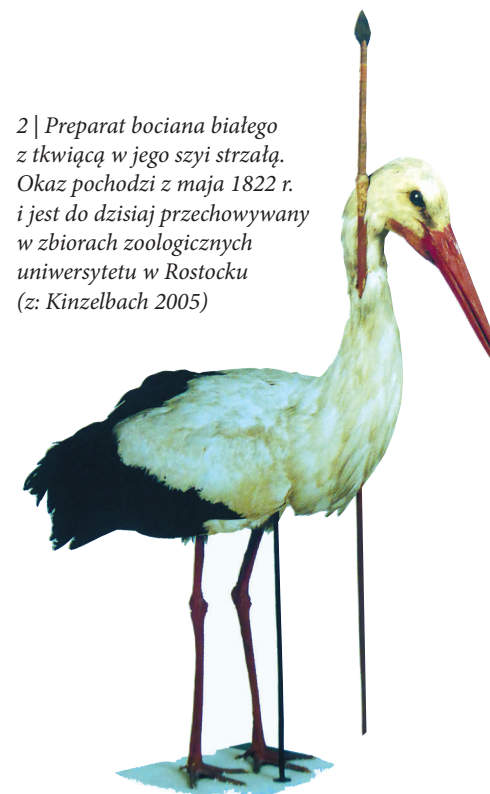 2 | Preparat bociana białego
z tkwiącą w jego szyi strzałą.
Okaz pochodzi z maja 1822 r.
i jest do dzisiaj przechowywany
w zbiorach zoologicznych
uniwersytetu w Rostocku
(z: Kinzelbach 2005)